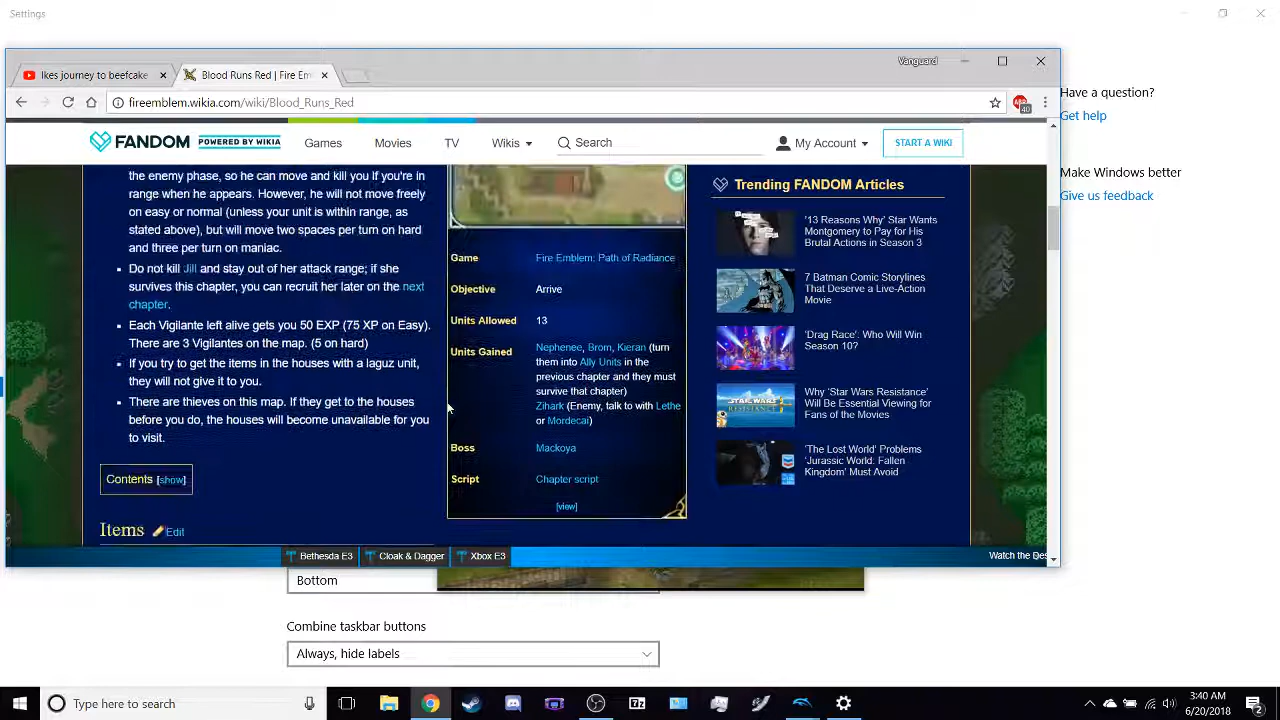 Settings
Ikes journey to beefcake
Blood Runs Red | Fire Em
Vanguard
fireemblem.wikia.com/wiki/Blood_Runs_Red
40
Have a question?
Get help
Make Windows better
Give us feedback
FANDOM POWERED BY WIKIA
Games
Movies
TV
Wikis
Search
My Account
START A WIKI
the enemy phase, so he can move and kill you if you're in
range when he appears. However, he will not move freely
on easy or normal (unless your unit is within range, as
stated above), but will move two spaces per turn on hard
and three per turn on maniac.
Do not kill Jill and stay out of her attack range; if she
survives this chapter, you can recruit her later on the next
chapter.
Each Vigilante left alive gets you 50 EXP (75 XP on Easy).
There are 3 Vigilantes on the map. (5 on hard)
If you try to get the items in the houses with a laguz unit,
they will not give it to you.
There are thieves on this map. If they get to the houses
before you do, the houses will become unavailable for you
to visit.
Contents [show]
Items Edit
Game Fire Emblem: Path of Radiance
Objective Arrive
Units Allowed 13
Units Gained Nephenee, Brom, Kieran (turn
them into Ally Units in the
previous chapter and they must
survive that chapter)
Zihark (Enemy, talk to with Lethe
or Mordecai)
Boss Mackoya
Script Chapter script
[view]
Trending FANDOM Articles
'13 Reasons Why' Star Wants
Montgomery to Pay for His
Brutal Actions in Season 3
7 Batman Comic Storylines
That Deserve a Live-Action
Movie
'Drag Race': Who Will Win
Season 10?
Why 'Star Wars Resistance'
Will Be Essential Viewing for
Fans of the Movies
'The Lost World' Problems
'Jurassic World: Fallen
Kingdom' Must Avoid
Bethesda E3
Cloak & Dagger
Xbox E3
Watch the Des
Bottom
Combine taskbar buttons
Always, hide labels
Type here to search
3:40 AM
6/20/2018
2